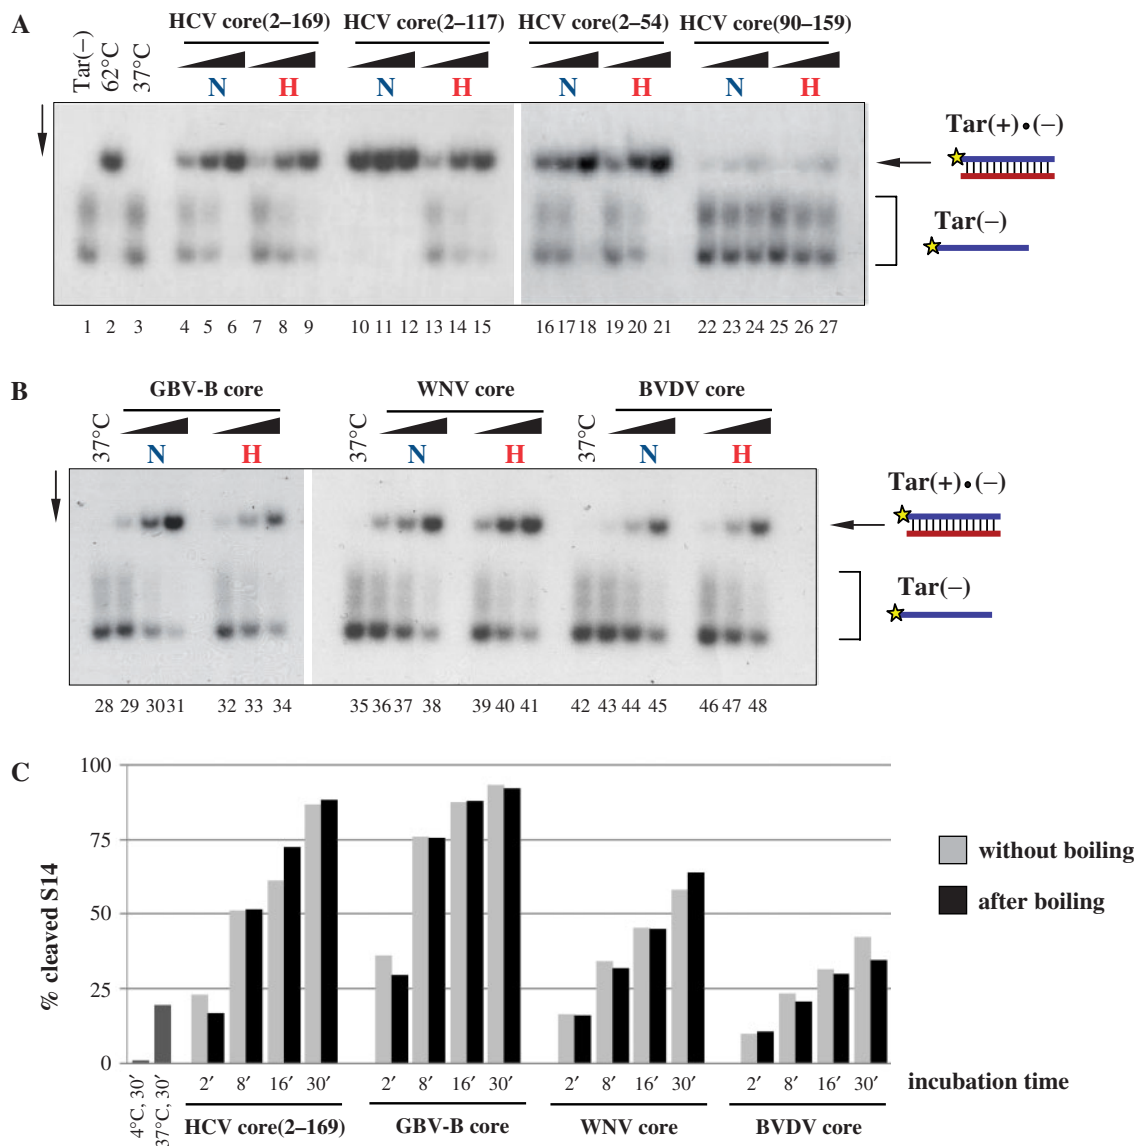 A
HCV core(2–169) HCV core(2–117) HCV core(2–54) HCV core(90–159)
Tar(–) 62°C 37°C
N H N H N H N H
Tar(+)•(–)
Tar(–)
1 2 3 4 5 6 7 8 9 10 11 12 13 14 15 16 17 18 19 20 21 22 23 24 25 26 27
B
GBV-B core WNV core BVDV core
37°C N H 37°C N H 37°C N H
Tar(+)•(–)
Tar(–)
28 29 30 31 32 33 34 35 36 37 38 39 40 41 42 43 44 45 46 47 48
C
% cleaved S14
100
75
50
25
0
without boiling
after boiling
4°C, 30′ 37°C, 30′ 2′ 8′ 16′ 30′ 2′ 8′ 16′ 30′ 2′ 8′ 16′ 30′ 2′ 8′ 16′ 30′ incubation time
HCV core(2–169) GBV-B core WNV core BVDV core